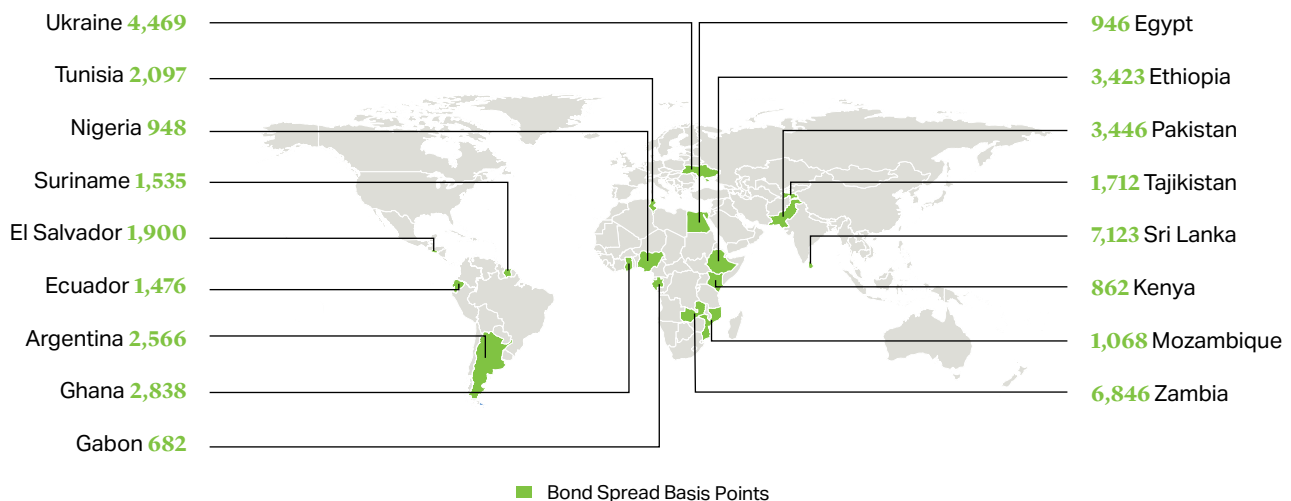 Ukraine 4,469
Tunisia 2,097
Nigeria 948
Suriname 1,535
El Salvador 1,900
Ecuador 1,476
Argentina 2,566
Ghana 2,838
Gabon 682
946 Egypt
3,423 Ethiopia
3,446 Pakistan
1,712 Tajikistan
7,123 Sri Lanka
862 Kenya
1,068 Mozambique
6,846 Zambia
Bond Spread Basis Points